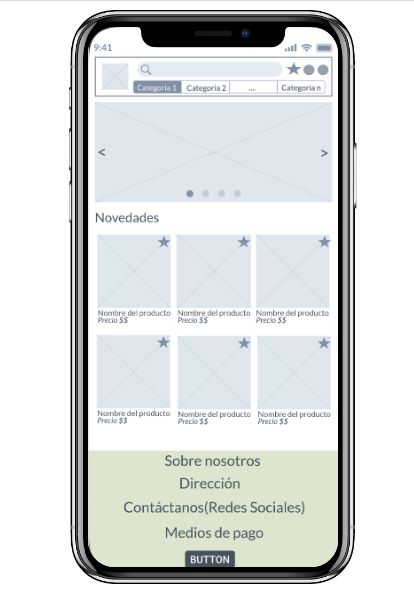 9:41
Categoria 1 Categoria 2 .... Categoria n
< >
Novedades
Nombre del producto Nombre del producto Nombre del producto
Precio $$ Precio $$ Precio $$
Nombre del producto Nombre del producto Nombre del producto
Precio $$ Precio $$ Precio $$
Sobre nosotros
Dirección
Contáctanos(Redes Sociales)
Medios de pago
BUTTON